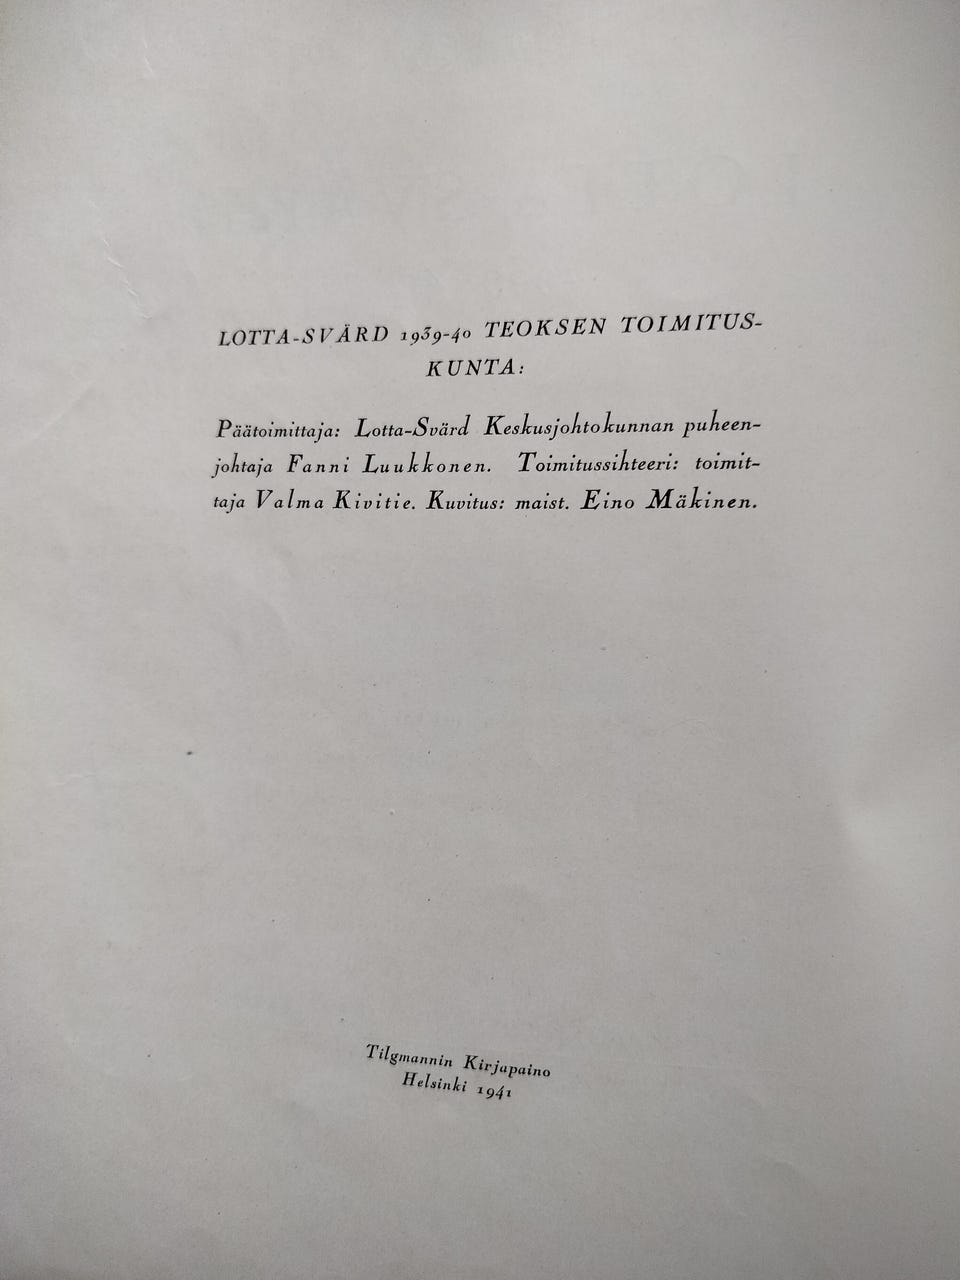 LOTTA-SVÄRD 1939-40 TEOKSEN TOIMITUS-
KUNTA:
Päätoimittaja: Lotta-Svärd Keskusjohtokunnan puheen-
johtaja Fanni Luukkonen. Toimitussihteeri: toimit-
taja Valma Kivitie. Kuvitus: maist. Eino Mäkinen.
Tilgmannin Kirjapaino
Helsinki 1941